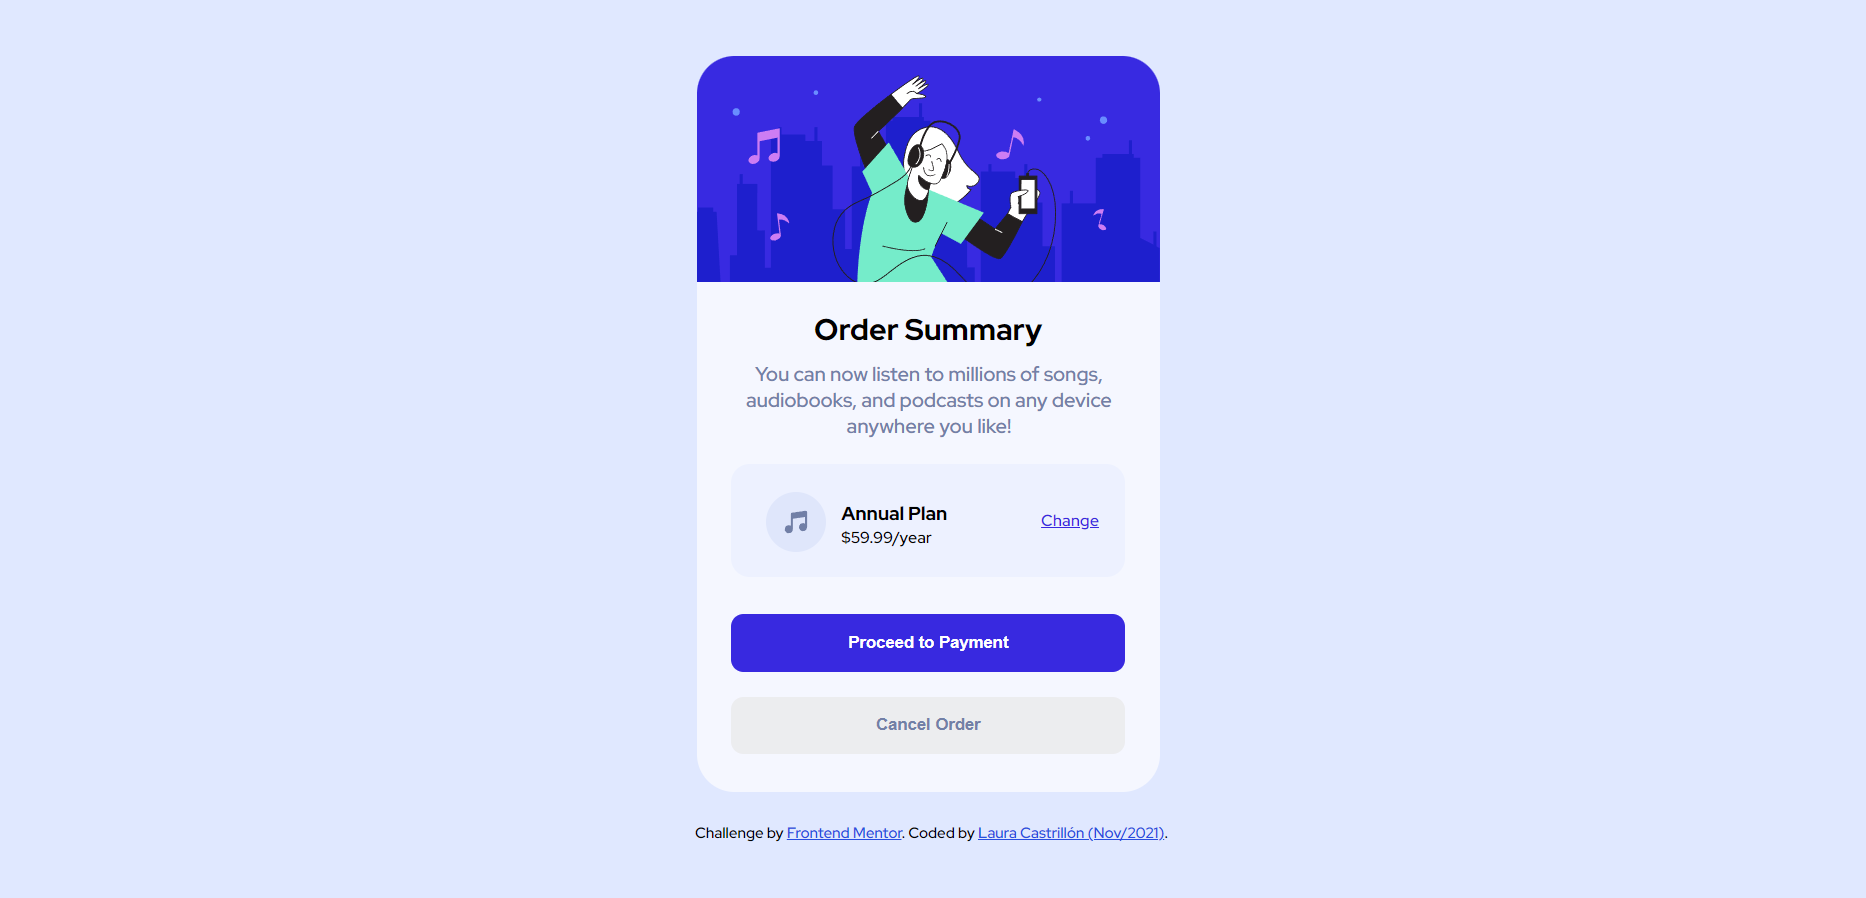 Order Summary
You can now listen to millions of songs,
audiobooks, and podcasts on any device
anywhere you like!
Annual Plan
$59.99/year
Change
Proceed to Payment
Cancel Order
Challenge by Frontend Mentor. Coded by Laura Castrillón (Nov/2021).